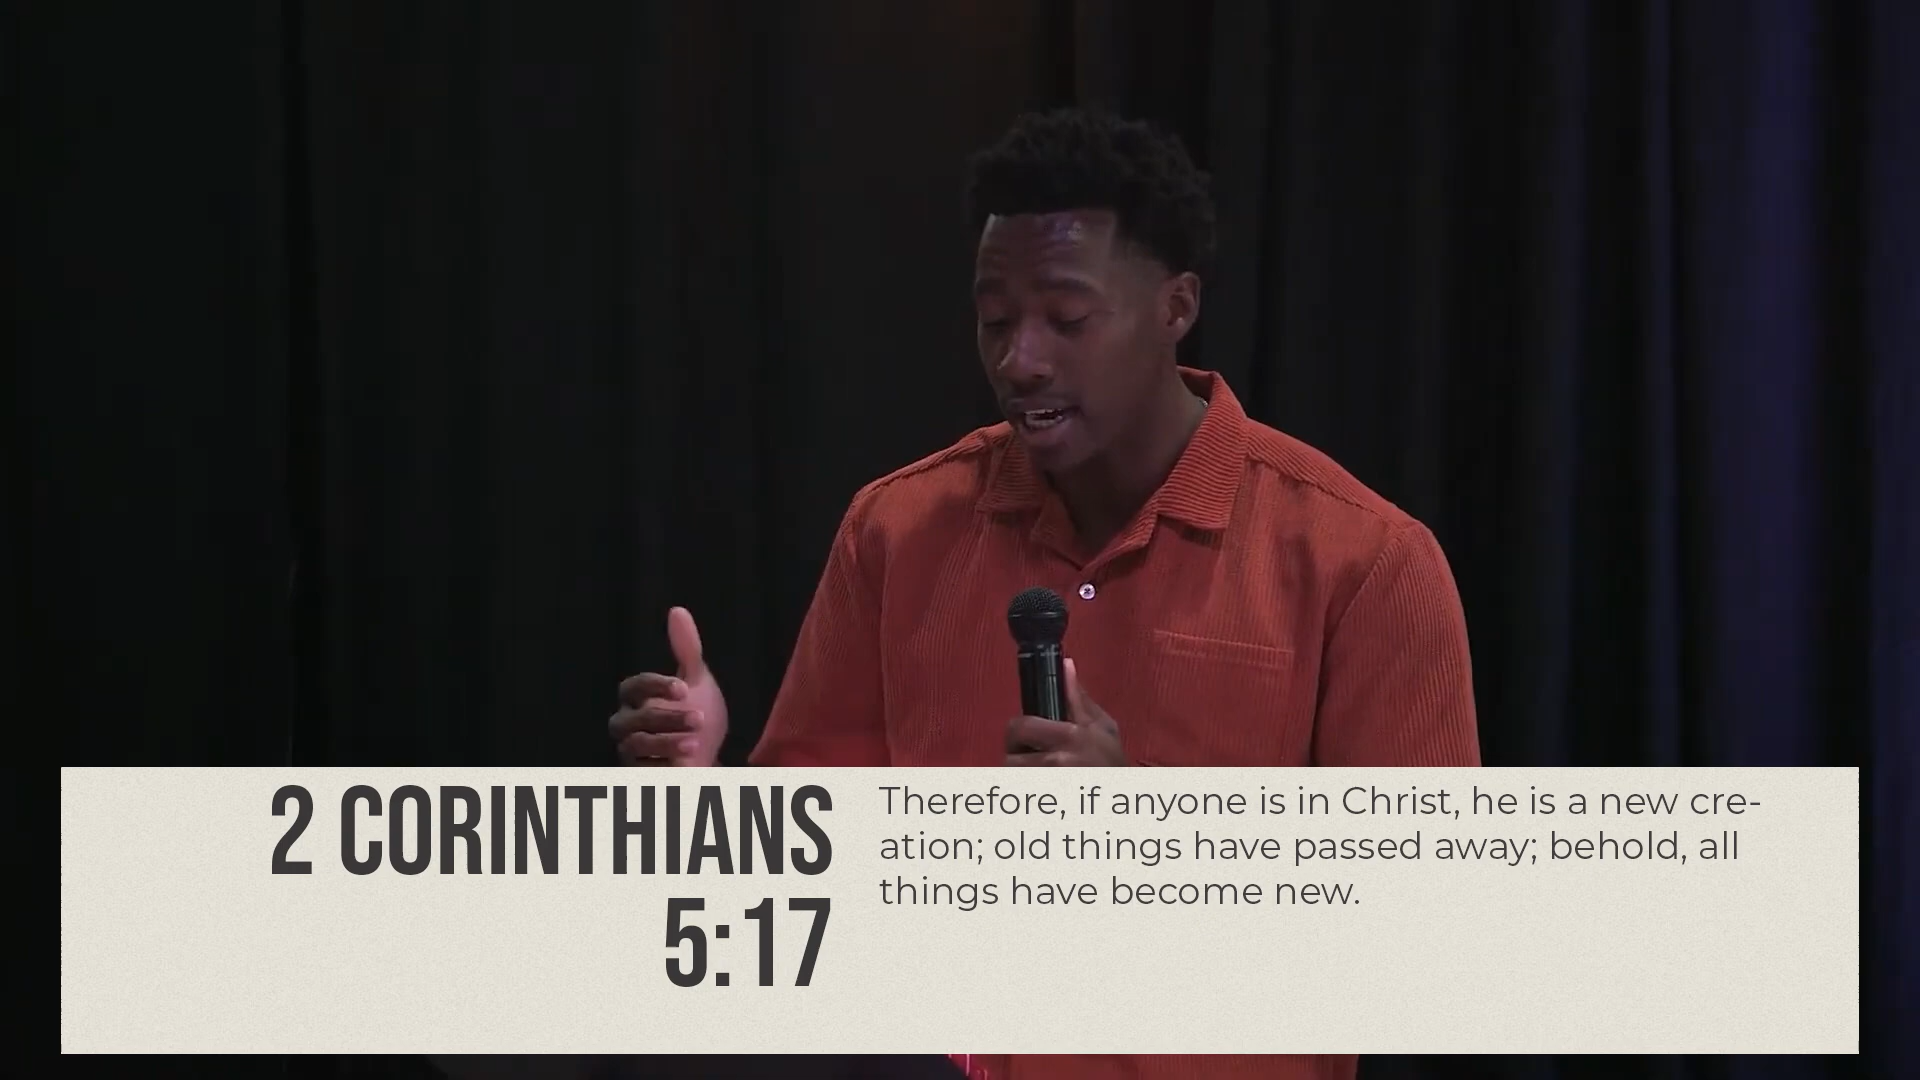 2 CORINTHIANS
5:17
Therefore, if anyone is in Christ, he is a new cre-
ation; old things have passed away; behold, all
things have become new.